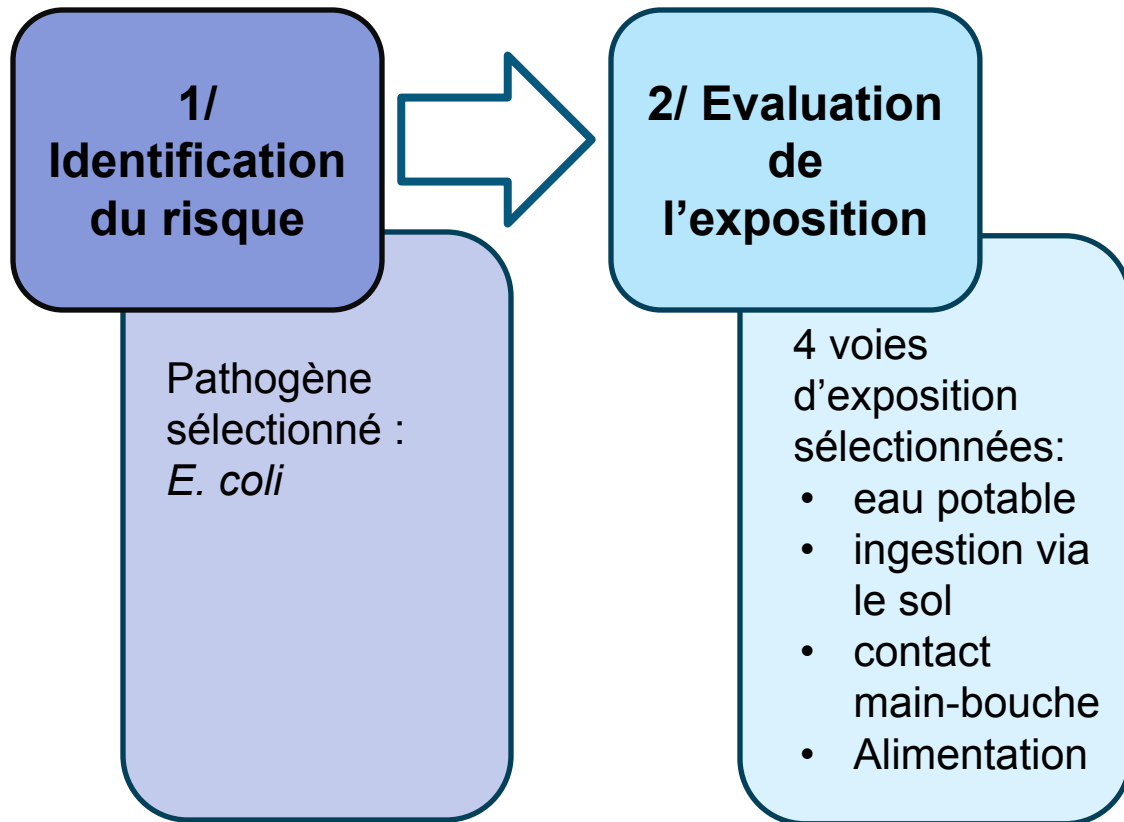 1/
Identification
du risque
Pathogène
sélectionné :
E. coli
2/ Evaluation
de
l’exposition
4 voies
d’exposition
sélectionnées:
• eau potable
• ingestion via
le sol
• contact
main-bouche
• Alimentation